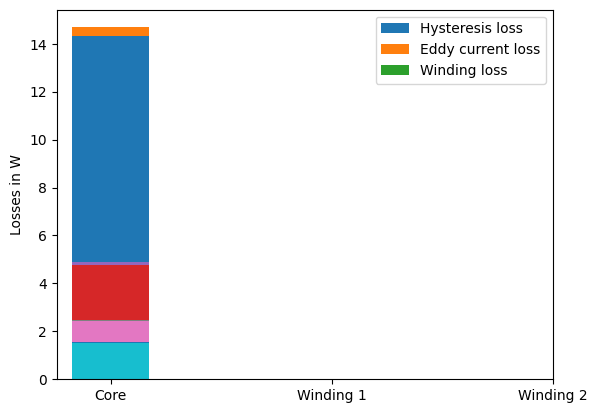 Hysteresis loss
Eddy current loss
Winding loss
Losses in W
14
12
10
8
6
4
2
0
Core
Winding 1
Winding 2